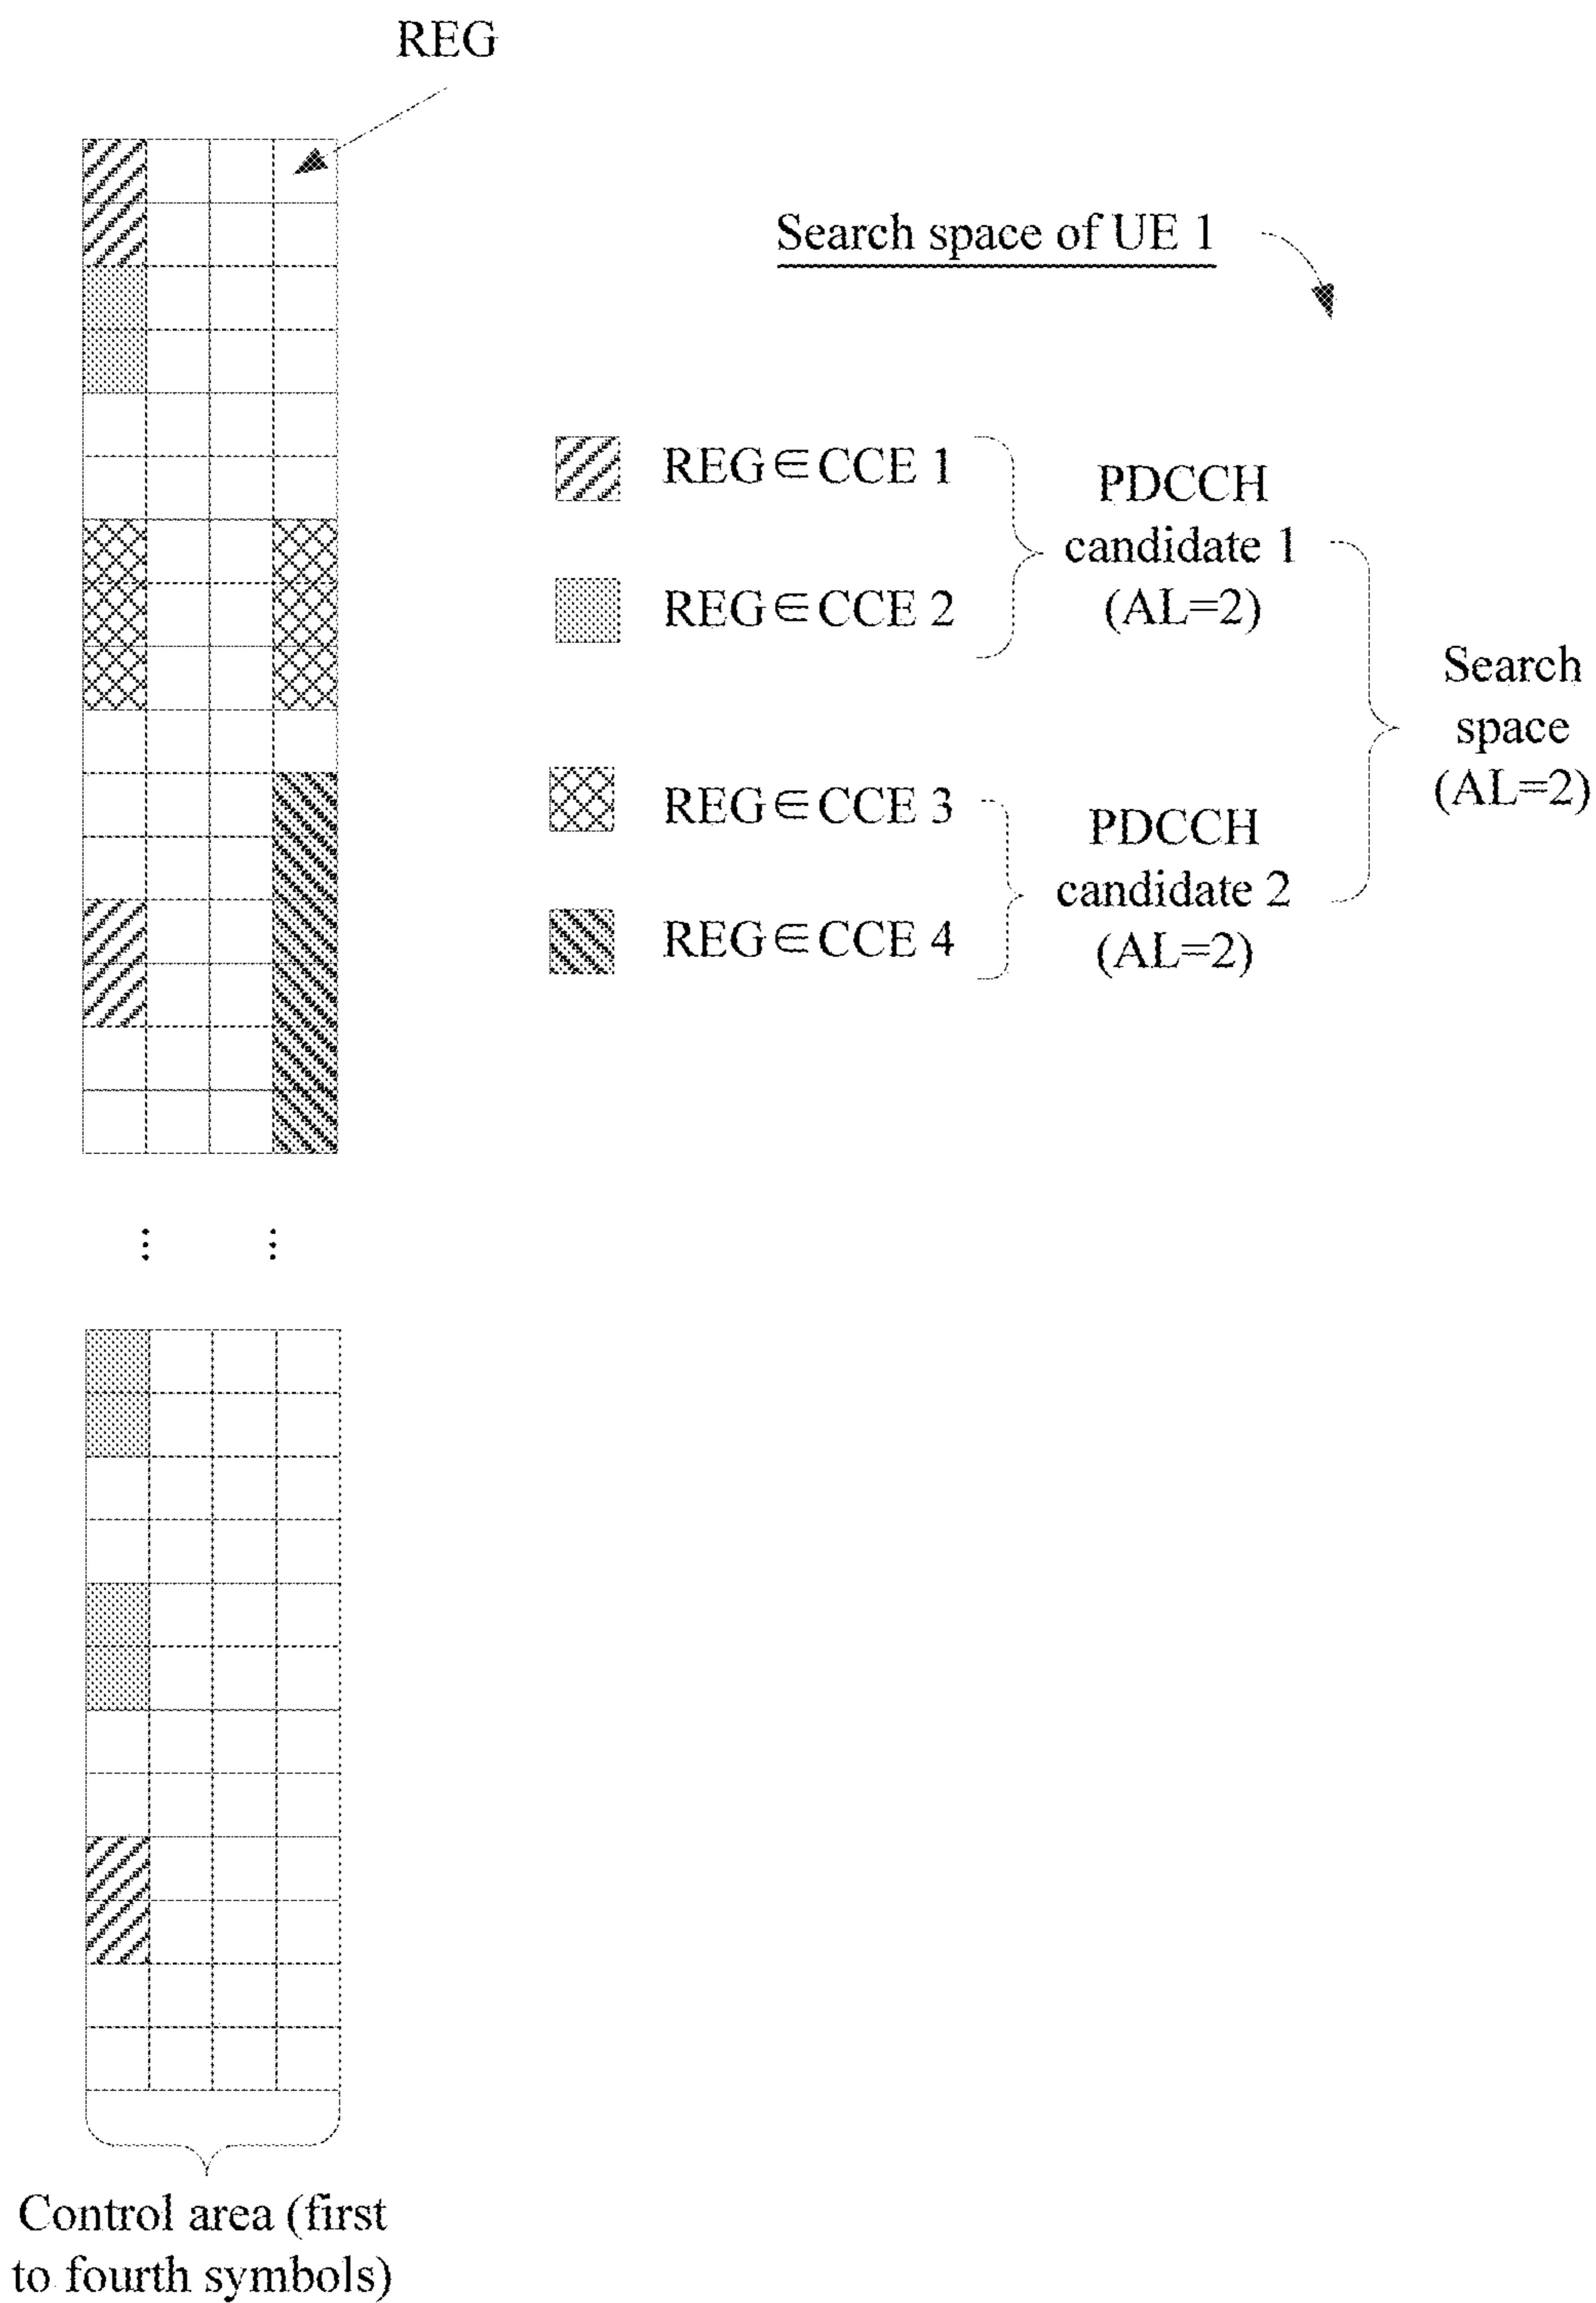 REG
Search space of UE 1
REG∈CCE 1
REG∈CCE 2
PDCCH
candidate 1
(AL=2)
REG∈CCE 3
REG∈CCE 4
PDCCH
candidate 2
(AL=2)
Search
space
(AL=2)
Control area (first
to fourth symbols)